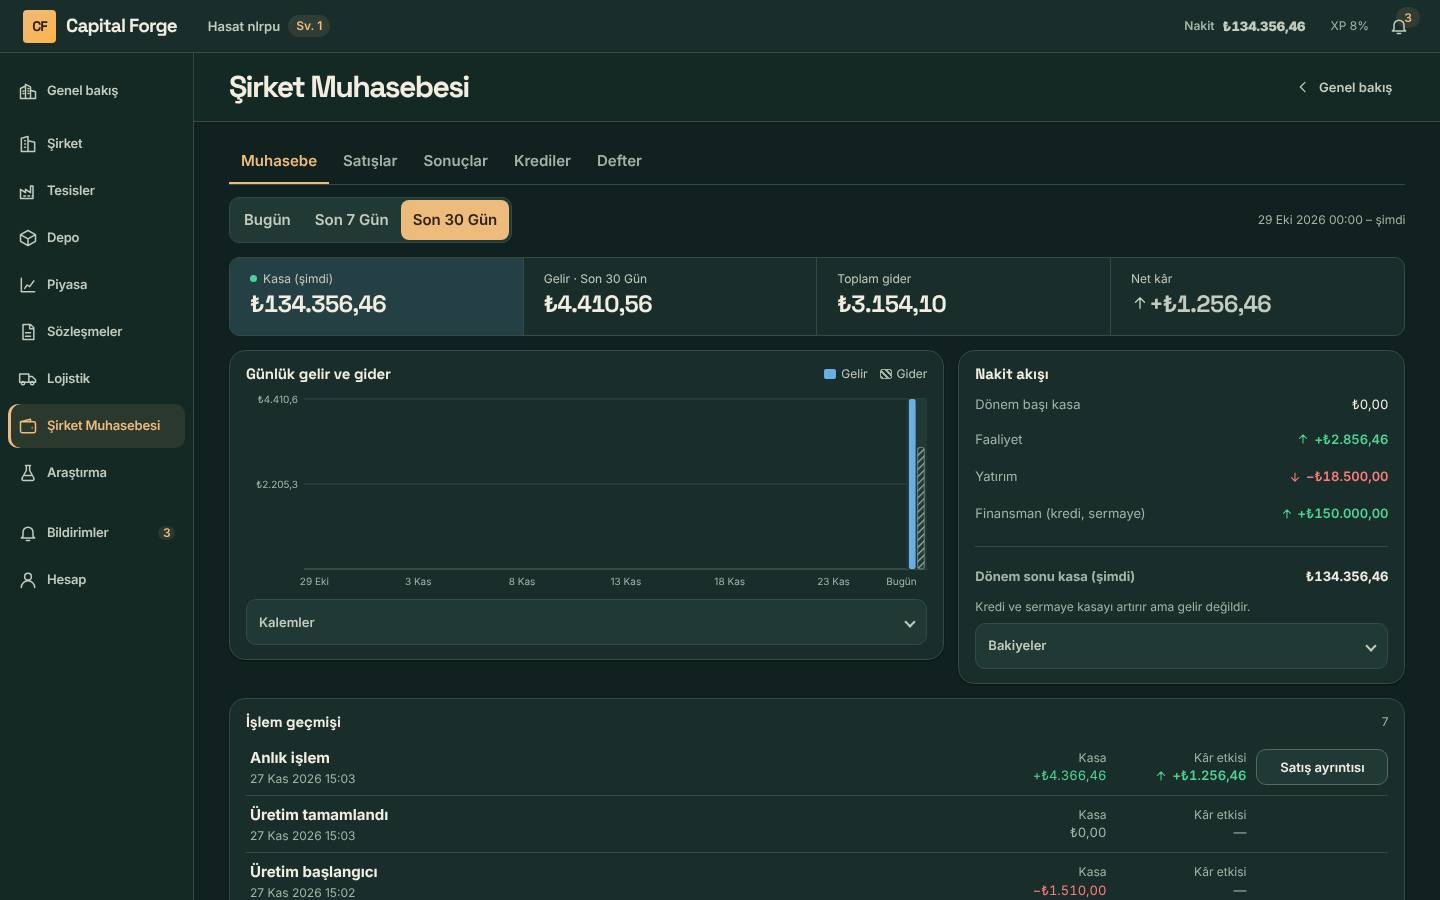 CF Capital Forge Hasat nlrpu Sv. 1 Nakit ₺134.356,46 XP 8% 3
Genel bakış
Şirket
Tesisler
Depo
Piyasa
Sözleşmeler
Lojistik
Şirket Muhasebesi
Araştırma
Bildirimler 3
Hesap
Şirket Muhasebesi Genel bakış
Muhasebe Satışlar Sonuçlar Krediler Defter
Bugün Son 7 Gün Son 30 Gün 29 Eki 2026 00:00 – şimdi
Kasa (şimdi)
₺134.356,46
Gelir · Son 30 Gün
₺4.410,56
Toplam gider
₺3.154,10
Net kâr
↑ +₺1.256,46
Günlük gelir ve gider Gelir Gider
₺4.410,6
₺2.205,3
29 Eki 3 Kas 8 Kas 13 Kas 18 Kas 23 Kas Bugün
Kalemler
Nakit akışı
Dönem başı kasa ₺0,00
Faaliyet ↑ +₺2.856,46
Yatırım ↓ −₺18.500,00
Finansman (kredi, sermaye) ↑ +₺150.000,00
Dönem sonu kasa (şimdi) ₺134.356,46
Kredi ve sermaye kasayı artırır ama gelir değildir.
Bakiyeler
İşlem geçmişi 7
Anlık işlem Kasa Kâr etkisi
27 Kas 2026 15:03 +₺4.366,46 ↑ +₺1.256,46 Satış ayrıntısı
Üretim tamamlandı Kasa Kâr etkisi
27 Kas 2026 15:03 ₺0,00 —
Üretim başlangıcı Kasa Kâr etkisi
27 Kas 2026 15:02 −₺1.510,00 —